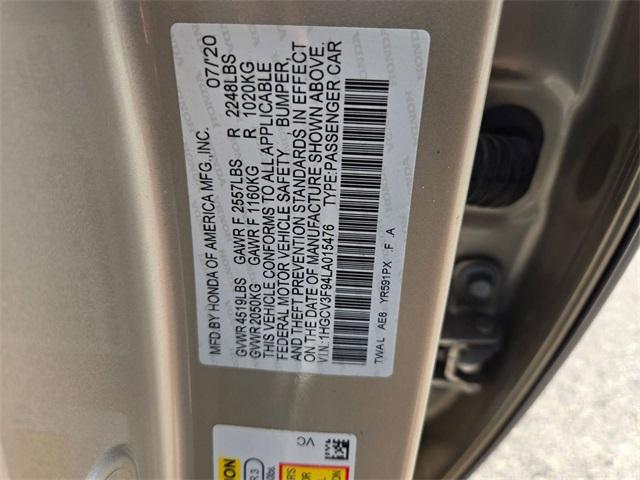 MFD BY HONDA OF AMERICA MFG.,INC. 07/'20
GVWR 4519LBS GAWR F 2557LBS R 2248LBS
GVWR 2050KG GAWR F 1160KG R 1020KG
THIS VEHICLE CONFORMS TO ALL APPLICABLE
FEDERAL MOTOR VEHICLE SAFETY , BUMPER,
AND THEFT PREVENTION STANDARDS IN EFFECT
ON THE DATE OF MANUFACTURE SHOWN ABOVE.
V.I.N.:1HGCV3F94LA015476 TYPE:PASSENGER CAR
TWA L AE8 YR591PX .F .A
VC